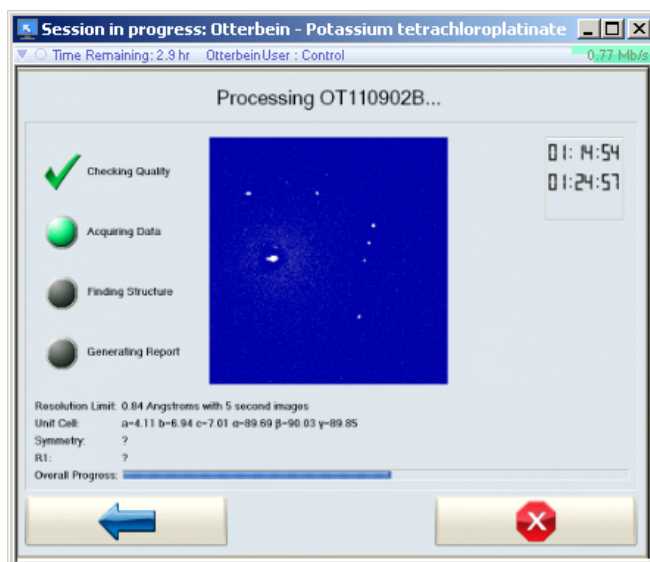 Session in progress: Otterbein - Potassium tetrachloroplatinate
Time Remaining: 2.9 hr OtterbeinUser : Control 0.77 Mb/s
Processing OT110902B...
Checking Quality
01:14:54
01:24:57
Acquiring Data
Finding Structure
Generating Report
Resolution Limit: 0.84 Angstroms with 5 second images
Unit Cell: a=4.11 b=6.94 c=7.01 α=89.69 β=90.03 γ=89.85
Symmetry: ?
R1: ?
Overall Progress: